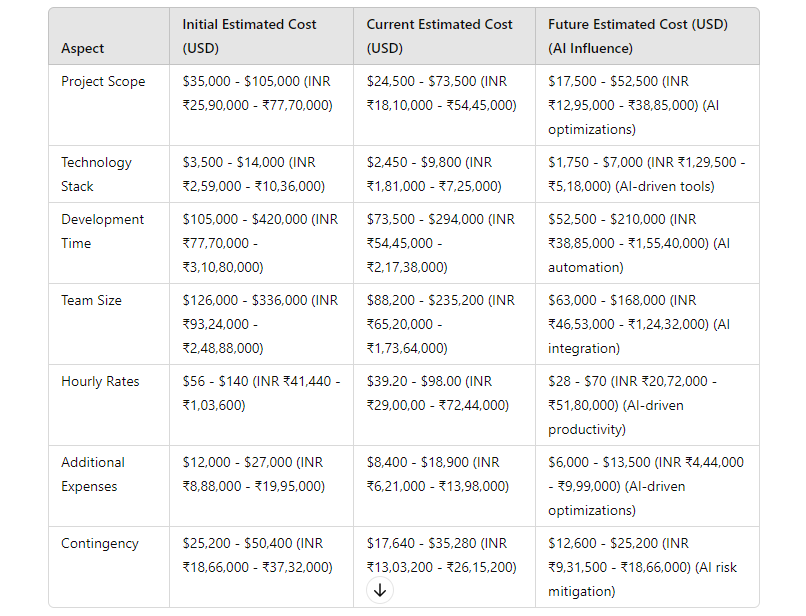 Aspect
Initial Estimated Cost
(USD)
Current Estimated Cost
(USD)
Future Estimated Cost (USD)
(AI Influence)
Project Scope
$35,000 - $105,000 (INR
₹25,90,000 - ₹77,70,000)
$24,500 - $73,500 (INR
₹18,10,000 - ₹54,45,000)
$17,500 - $52,500 (INR
₹12,95,000 - ₹38,85,000) (AI
optimizations)
Technology
Stack
$3,500 - $14,000 (INR
₹2,59,000 - ₹10,36,000)
$2,450 - $9,800 (INR
₹1,81,000 - ₹7,25,000)
$1,750 - $7,000 (INR ₹1,29,500 -
₹5,18,000) (AI-driven tools)
Development
Time
$105,000 - $420,000 (INR
₹77,70,000 -
₹3,10,80,000)
$73,500 - $294,000 (INR
₹54,45,000 -
₹2,17,38,000)
$52,500 - $210,000 (INR
₹38,85,000 - ₹1,55,40,000) (AI
automation)
Team Size
$126,000 - $336,000 (INR
₹93,24,000 -
₹2,48,88,000)
$88,200 - $235,200 (INR
₹65,20,000 -
₹1,73,64,000)
$63,000 - $168,000 (INR
₹46,53,000 - ₹1,24,32,000) (AI
integration)
Hourly Rates
$56 - $140 (INR ₹41,440 -
₹1,03,600)
$39.20 - $98.00 (INR
₹29,00,00 - ₹72,44,000)
$28 - $70 (INR ₹20,72,000 -
₹51,80,000) (AI-driven
productivity)
Additional
Expenses
$12,000 - $27,000 (INR
₹8,88,000 - ₹19,95,000)
$8,400 - $18,900 (INR
₹6,21,000 - ₹13,98,000)
$6,000 - $13,500 (INR ₹4,44,000
- ₹9,99,000) (AI-driven
optimizations)
Contingency
$25,200 - $50,400 (INR
₹18,66,000 - ₹37,32,000)
$17,640 - $35,280 (INR
₹13,03,200 - ₹26,15,200)
$12,600 - $25,200 (INR
₹9,31,500 - ₹18,66,000) (AI risk
mitigation)